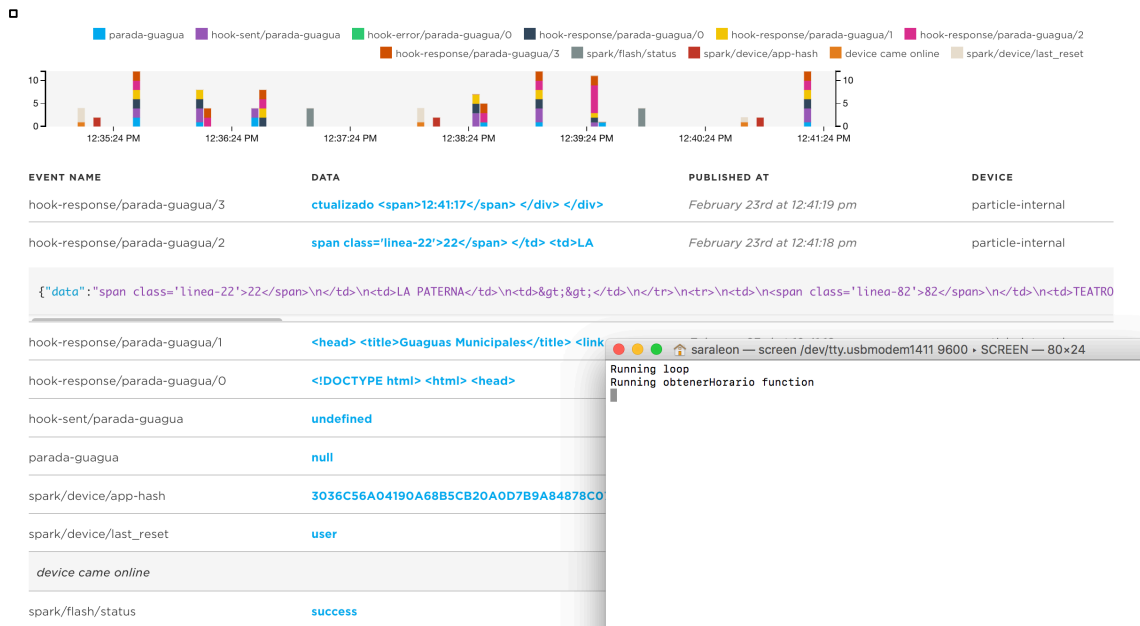 parada-guagua hook-sent/parada-guagua hook-error/parada-guagua/0 hook-response/parada-guagua/0 hook-response/parada-guagua/1 hook-response/parada-guagua/2
hook-response/parada-guagua/3 spark/flash/status spark/device/app-hash device came online spark/device/last_reset
10 10
5 5
0 0
12:35:24 PM 12:36:24 PM 12:37:24 PM 12:38:24 PM 12:39:24 PM 12:40:24 PM 12:41:24 PM
EVENT NAME DATA PUBLISHED AT DEVICE
hook-response/parada-guagua/3 ctualizado <span>12:41:17</span> </div> </div> February 23rd at 12:41:19 pm particle-internal
hook-response/parada-guagua/2 span class='linea-22'>22</span> </td> <td>LA February 23rd at 12:41:18 pm particle-internal
{"data":"span class='linea-22'>22</span>\n</td>\n<td>LA PATERNA</td>\n<td>&gt;&gt;</td>\n</tr>\n<tr>\n<td>\n<span class='linea-82'>82</span>\n</td>\n<td>TEATRO
hook-response/parada-guagua/1 <head> <title>Guaguas Municipales</title> <link
saraleon — screen /dev/tty.usbmodem1411 9600 ▸ SCREEN — 80×24
Running loop
Running obtenerHorario function
hook-response/parada-guagua/0 <!DOCTYPE html> <html> <head>
hook-sent/parada-guagua undefined
parada-guagua null
spark/device/app-hash 3036C56A04190A68B5CB20A0D7B9A84878C0
spark/device/last_reset user
device came online
spark/flash/status success